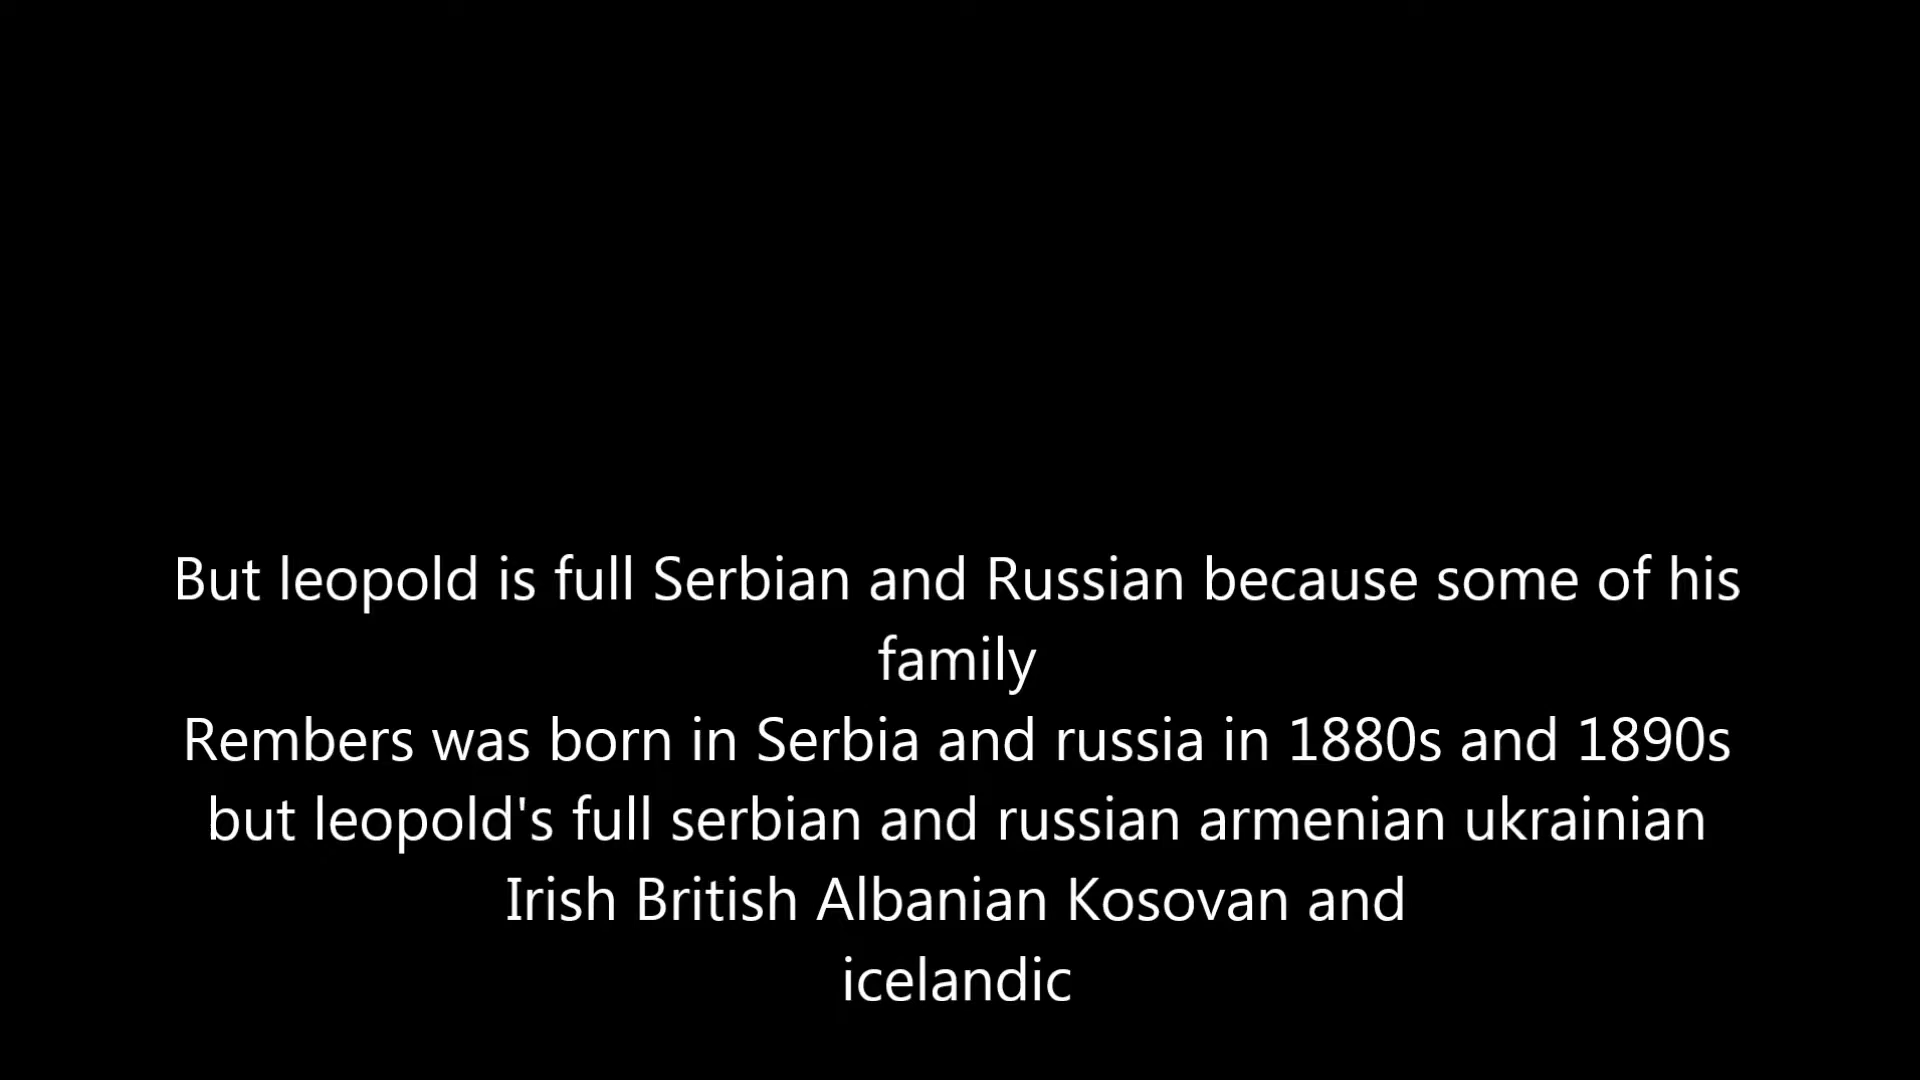 But leopold is full Serbian and Russian because some of his
family
Rembers was born in Serbia and russia in 1880s and 1890s
but leopold's full serbian and russian armenian ukrainian
Irish British Albanian Kosovan and
icelandic